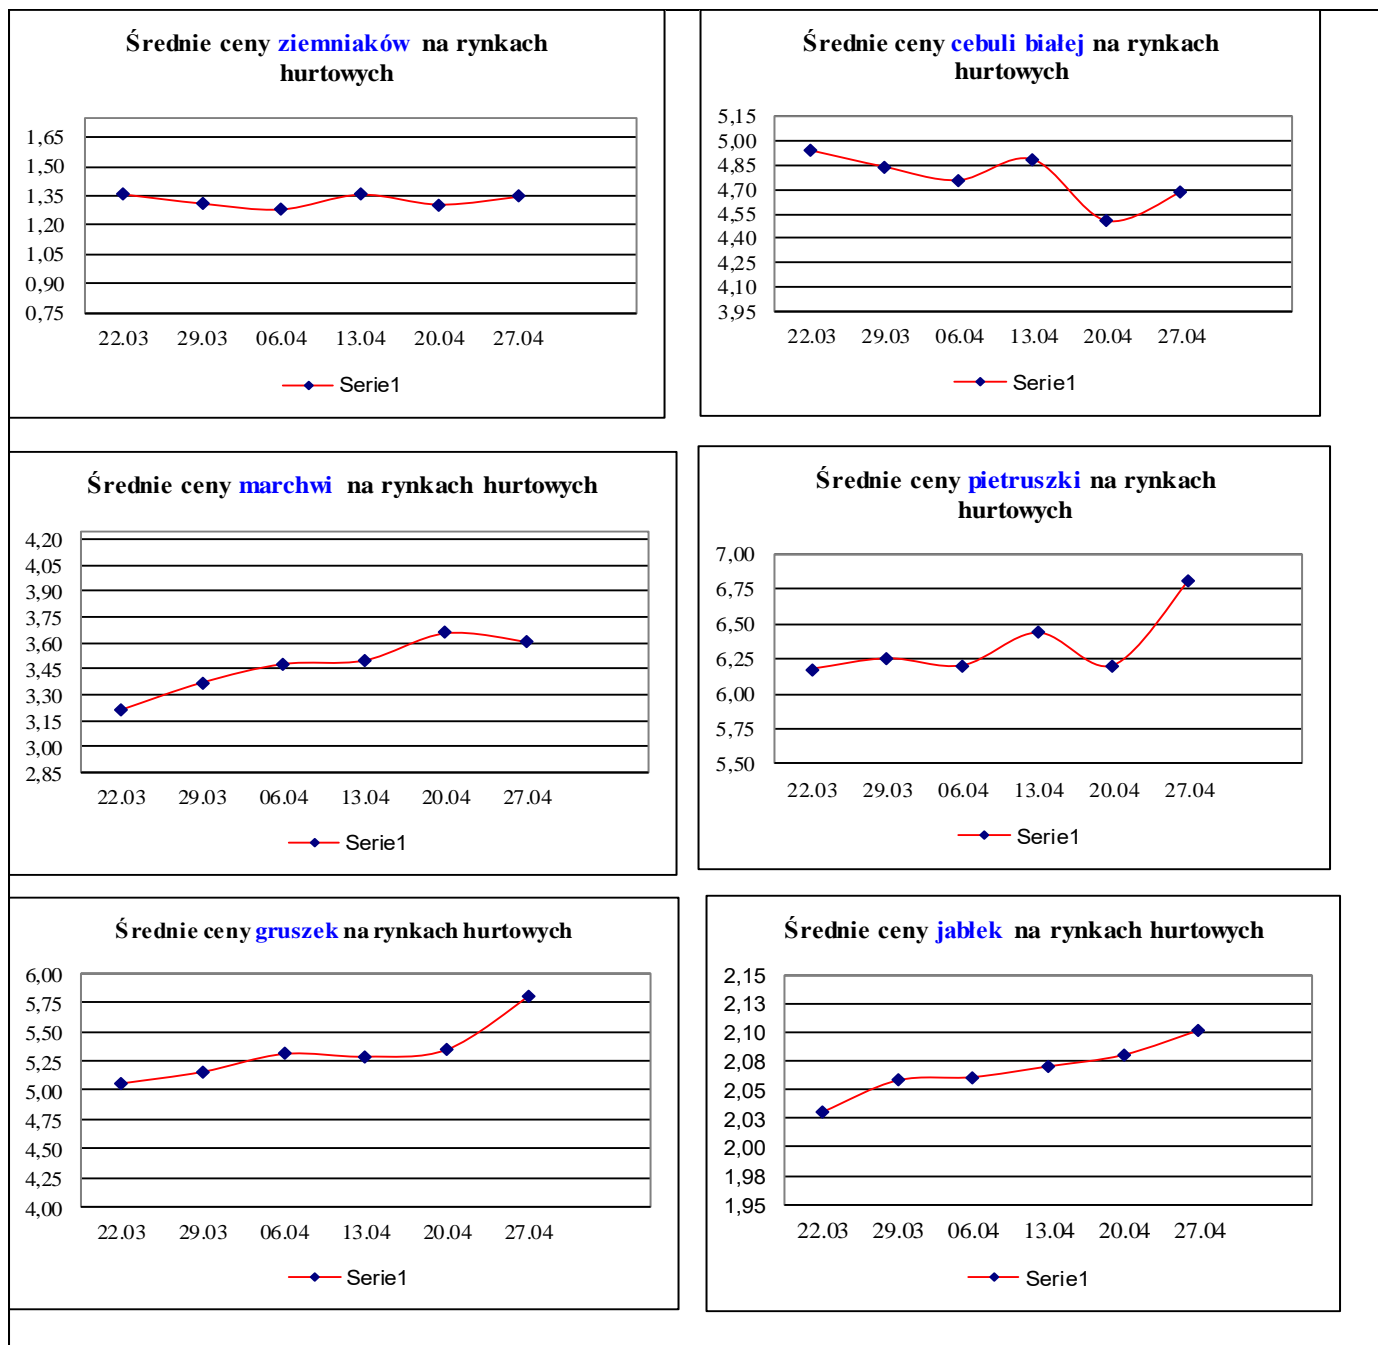 Średnie ceny ziemniaków na rynkach
hurtowych
1,65
1,50
1,35
1,20
1,05
0,90
0,75
22.03 29.03 06.04 13.04 20.04 27.04
Serie1
Średnie ceny cebuli białej na rynkach
hurtowych
5,15
5,00
4,85
4,70
4,55
4,40
4,25
4,10
3,95
22.03 29.03 06.04 13.04 20.04 27.04
Serie1
Średnie ceny marchwi na rynkach hurtowych
4,20
4,05
3,90
3,75
3,60
3,45
3,30
3,15
3,00
2,85
22.03 29.03 06.04 13.04 20.04 27.04
Serie1
Średnie ceny pietruszki na rynkach
hurtowych
7,00
6,75
6,50
6,25
6,00
5,75
5,50
22.03 29.03 06.04 13.04 20.04 27.04
Serie1
Średnie ceny gruszek na rynkach hurtowych
6,00
5,75
5,50
5,25
5,00
4,75
4,50
4,25
4,00
22.03 29.03 06.04 13.04 20.04 27.04
Serie1
Średnie ceny jabłek na rynkach hurtowych
2,15
2,13
2,10
2,08
2,05
2,03
2,00
1,98
1,95
22.03 29.03 06.04 13.04 20.04 27.04
Serie1